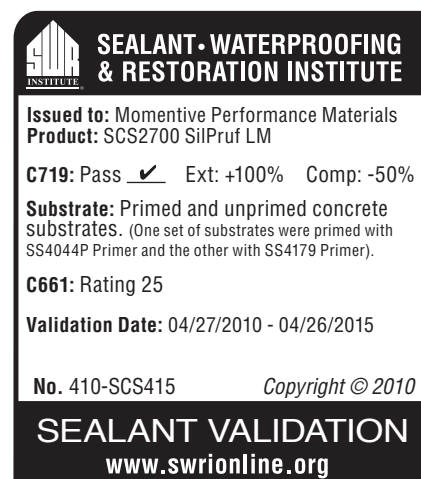 SWR
INSTITUTE
SEALANT • WATERPROOFING
& RESTORATION INSTITUTE
Issued to: Momentive Performance Materials
Product: SCS2700 SilPruf LM
C719: Pass ✔ Ext: +100% Comp: -50%
Substrate: Primed and unprimed concrete
substrates. (One set of substrates were primed with
SS4044P Primer and the other with SS4179 Primer).
C661: Rating 25
Validation Date: 04/27/2010 - 04/26/2015
No. 410-SCS415 Copyright © 2010
SEALANT VALIDATION
www.swrionline.org